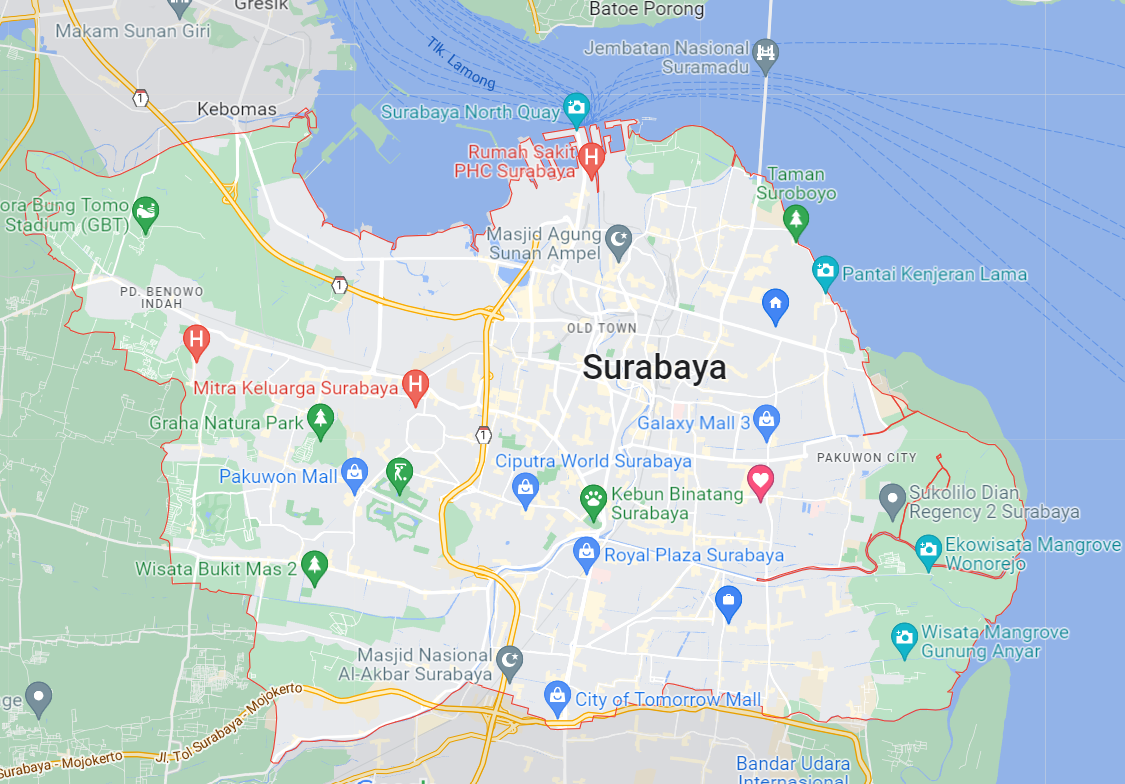 Gresik
Batoe Porong
Makam Sunan Giri
Tlk. Lamong
Jembatan Nasional
Suramadu
1
Kebomas
Surabaya North Quay
Rumah Sakit
PHC Surabaya
H
Taman
Suroboyo
ora Bung Tomo
Stadium (GBT)
Masjid Agung
Sunan Ampel
Pantai Kenjeran Lama
1
PD. BENOWO
INDAH
OLD TOWN
H
Surabaya
Mitra Keluarga Surabaya
H
Graha Natura Park
Galaxy Mall 3
1
Ciputra World Surabaya
PAKUWON CITY
Pakuwon Mall
Kebun Binatang
Surabaya
Sukolilo Dian
Regency 2 Surabaya
Royal Plaza Surabaya
Ekowisata Mangrove
Wonorejo
Wisata Bukit Mas 2
Wisata Mangrove
Gunung Anyar
Masjid Nasional
Al-Akbar Surabaya
ge
City of Tomorrow Mall
Jl. Tol Surabaya - Mojokerto
Surabaya - Mojokerto
Bandar Udara
Internasional